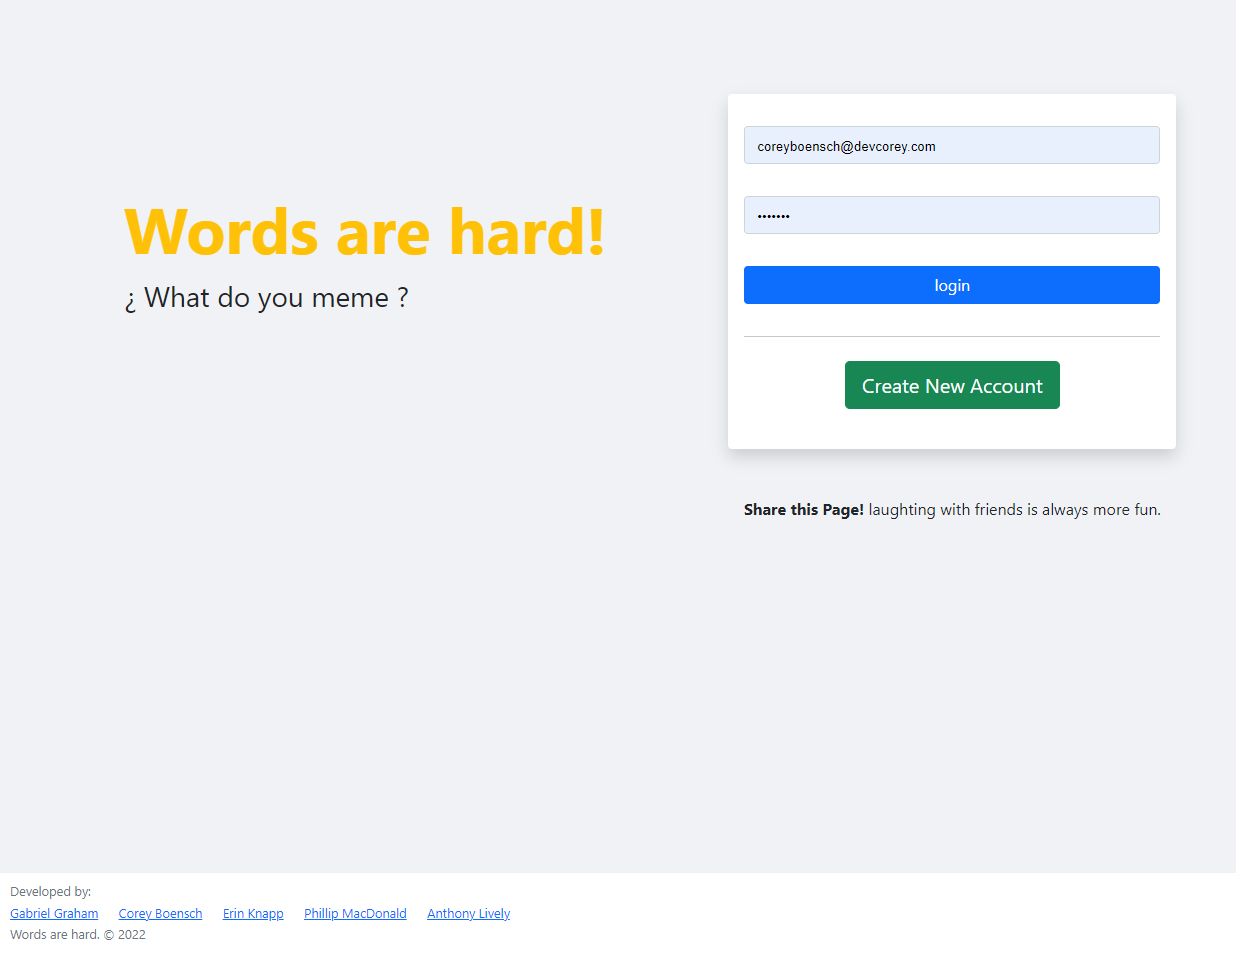 Words are hard!
¿ What do you meme ?
coreyboensch@devcorey.com
•••••••
login
Create New Account
Share this Page! laughting with friends is always more fun.
Developed by:
Gabriel Graham Corey Boensch Erin Knapp Phillip MacDonald Anthony Lively
Words are hard. © 2022